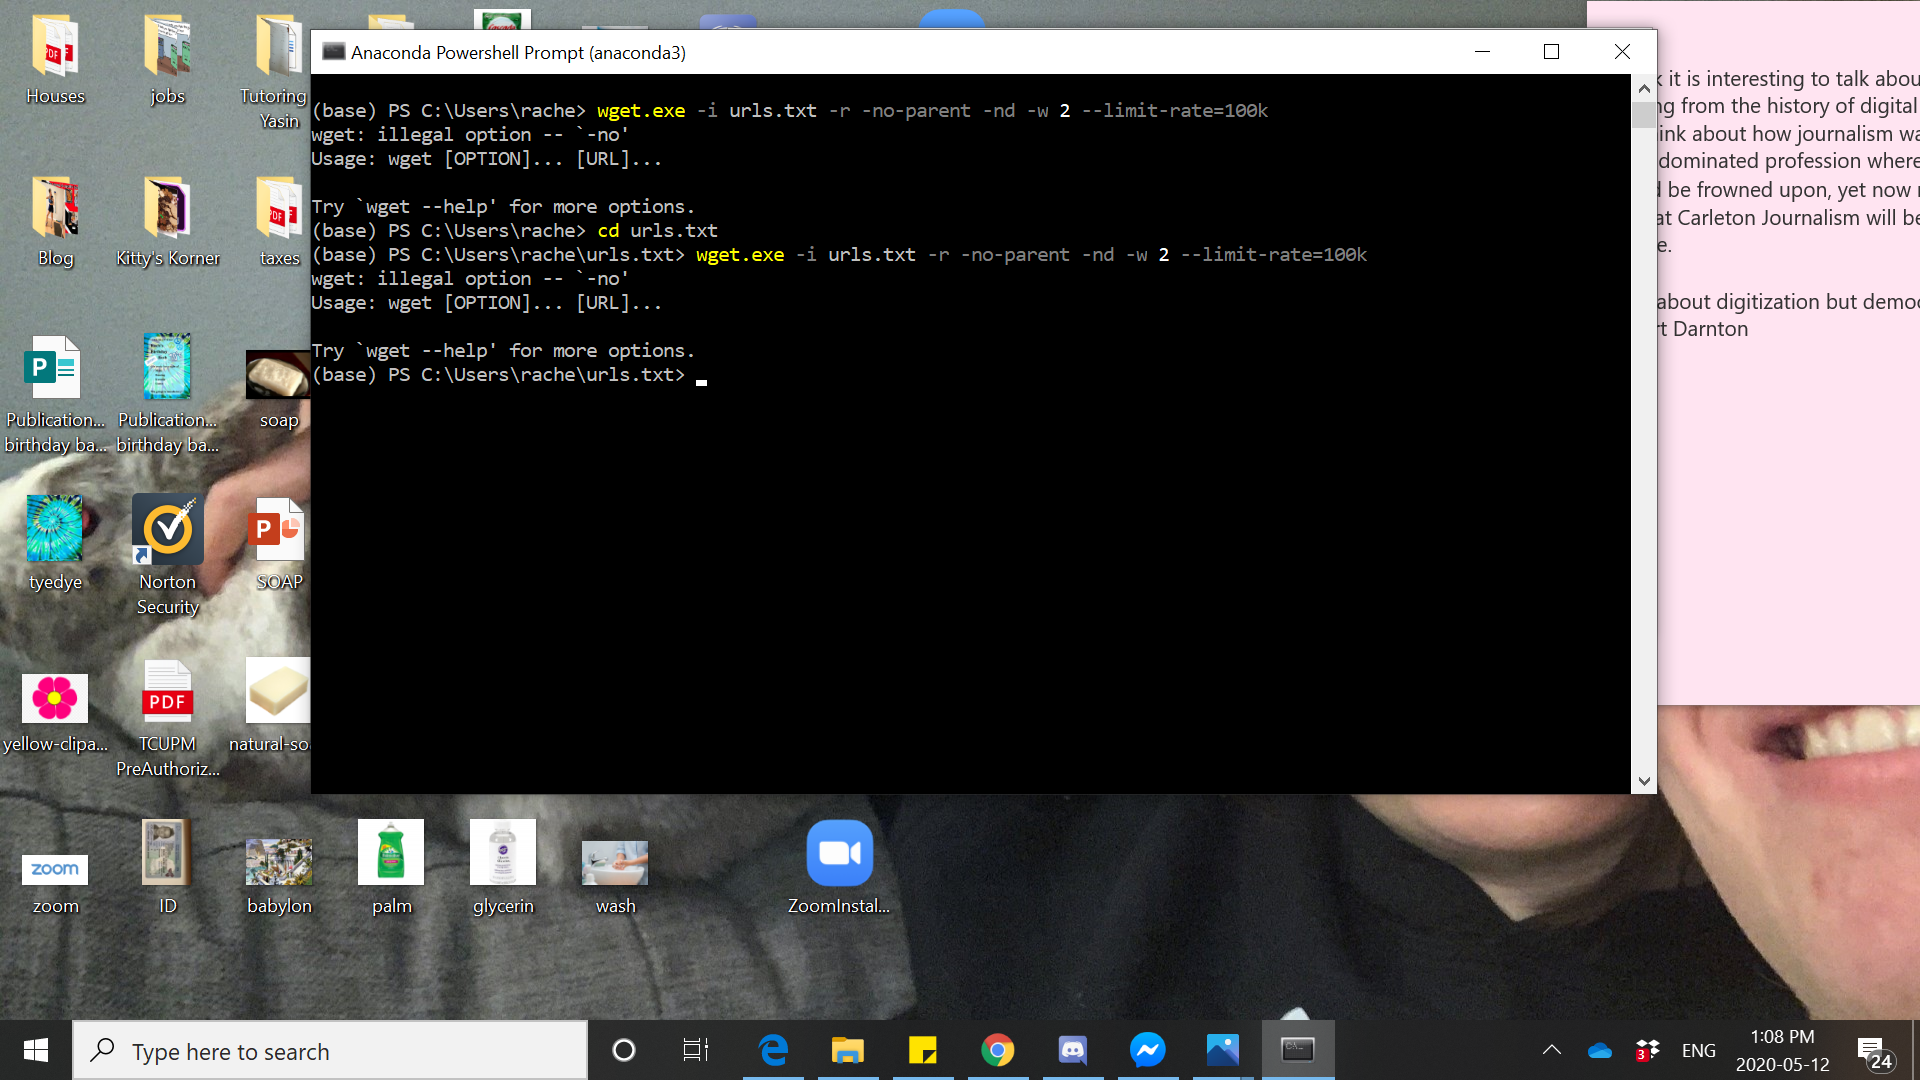 Anaconda Powershell Prompt (anaconda3)
(base) PS C:\Users\rache> wget.exe -i urls.txt -r -no-parent -nd -w 2 --limit-rate=100k
wget: illegal option -- `-no'
Usage: wget [OPTION]... [URL]...
Try `wget --help' for more options.
(base) PS C:\Users\rache> cd urls.txt
(base) PS C:\Users\rache\urls.txt> wget.exe -i urls.txt -r -no-parent -nd -w 2 --limit-rate=100k
wget: illegal option -- `-no'
Usage: wget [OPTION]... [URL]...
Try `wget --help' for more options.
(base) PS C:\Users\rache\urls.txt>
it is interesting to talk abou
from the history of digital
about how journalism wa
dominated profession where
be frowned upon, yet now
at Carleton Journalism will be
about digitization but demo
Darnton
Houses
jobs
Tutoring
Yasin
Blog
Kitty's Korner
taxes
Publication...
birthday ba...
Publication...
birthday ba...
soap
tyedye
Norton
Security
SOAP
yellow-clipa...
PDF
TCUPM
PreAuthoriz...
natural-so
zoom
zoom
ID
babylon
palm
glycerin
wash
ZoomInstal...
Type here to search
3
ENG
1:08 PM
2020-05-12
24